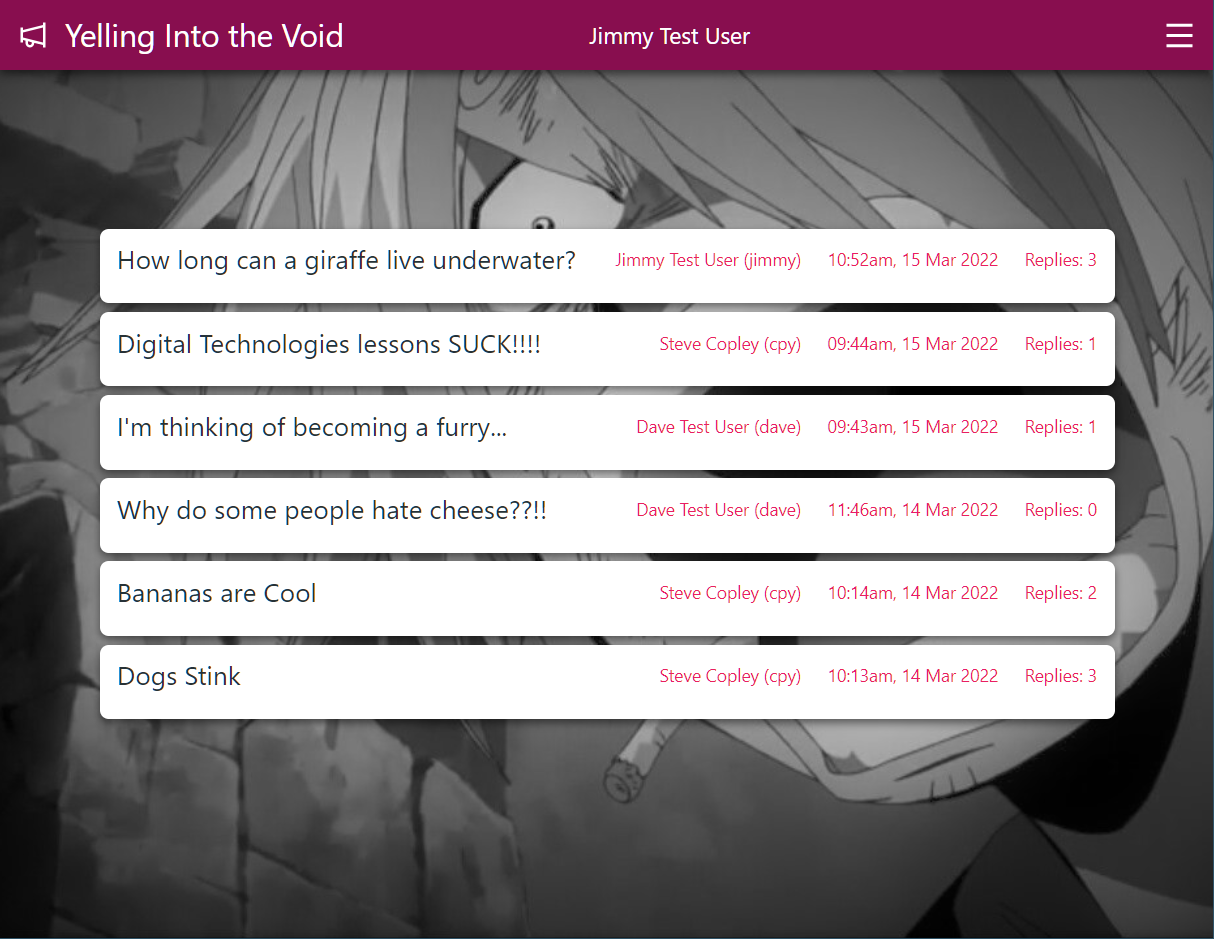 Yelling Into the Void Jimmy Test User
How long can a giraffe live underwater? Jimmy Test User (jimmy) 10:52am, 15 Mar 2022 Replies: 3
Digital Technologies lessons SUCK!!!! Steve Copley (cpy) 09:44am, 15 Mar 2022 Replies: 1
I'm thinking of becoming a furry... Dave Test User (dave) 09:43am, 15 Mar 2022 Replies: 1
Why do some people hate cheese??!! Dave Test User (dave) 11:46am, 14 Mar 2022 Replies: 0
Bananas are Cool Steve Copley (cpy) 10:14am, 14 Mar 2022 Replies: 2
Dogs Stink Steve Copley (cpy) 10:13am, 14 Mar 2022 Replies: 3